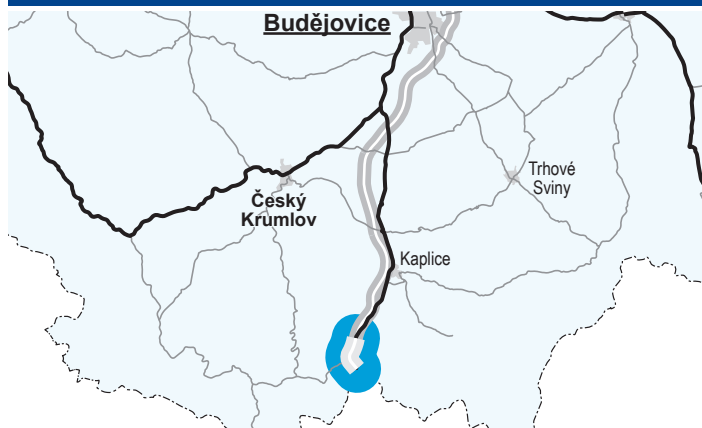 Budějovice
Trhové
Sviny
Český
Krumlov
Kaplice